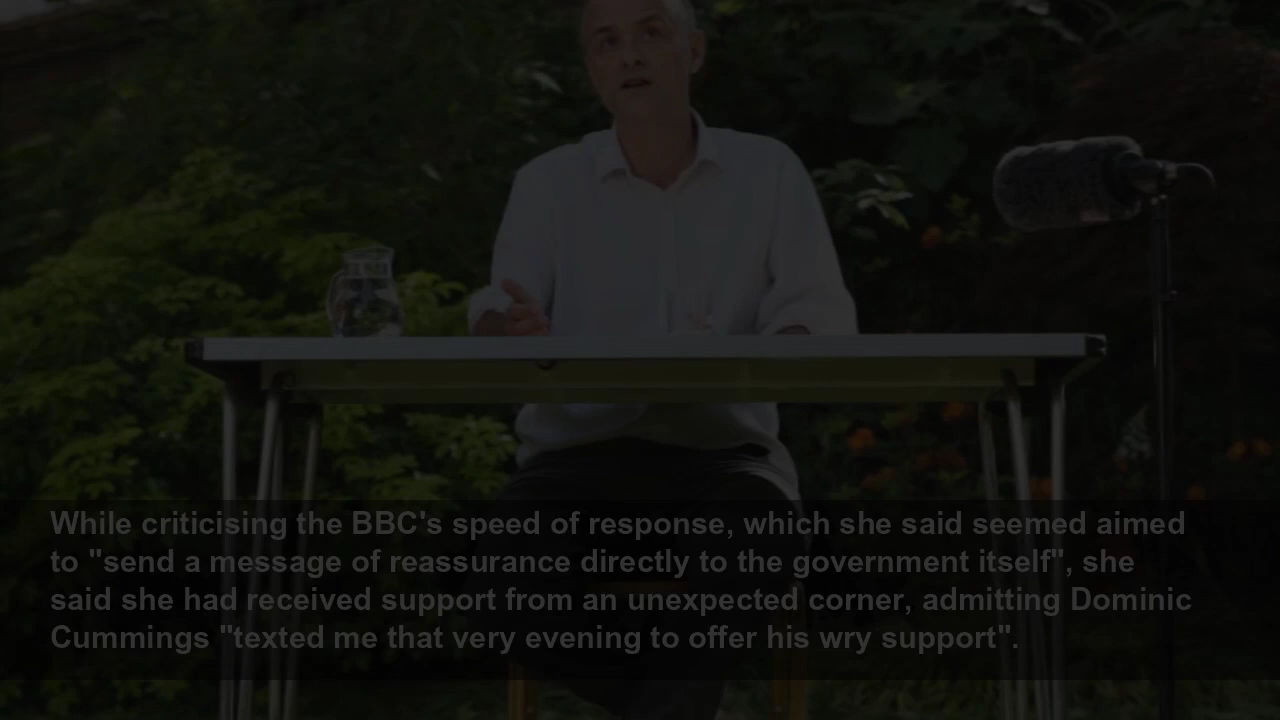 While criticising the BBC's speed of response, which she said seemed aimed
to "send a message of reassurance directly to the government itself", she
said she had received support from an unexpected corner, admitting Dominic
Cummings "texted me that very evening to offer his wry support".